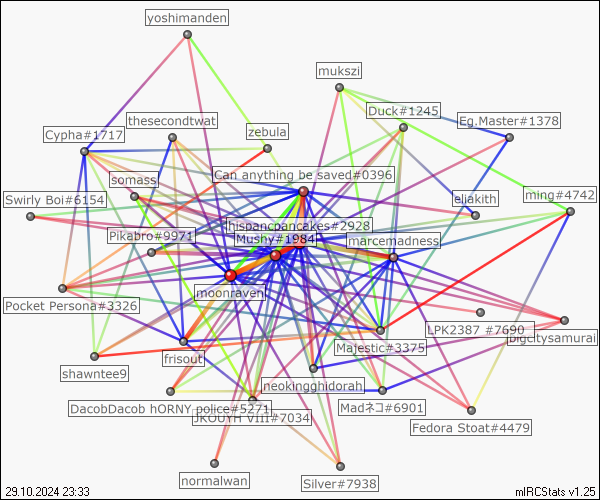 yoshimanden
mukszi
Duck#1245
Eg.Master#1378
thesecondtwat
Cypha#1717
zebula
Can anything be saved#0396
somass
Swirly Boi#6154
eliakith
ming#4742
hispancpancakes#2928
Pikabro#9971
Mushy#1984
marcemadness
moonraven
Pocket Persona#3326
LPK2387 #7690
pigcitysamurai
Majestic#3375
frisout
shawntee9
neokingghidorah
DacobDacob hORNY police#5271
MadネコI#6901
JKOUYH VIII#7034
Fedora Stoat#4479
normalwan
Silver#7938
29.10.2024 23:33
mIRCStats v1.25